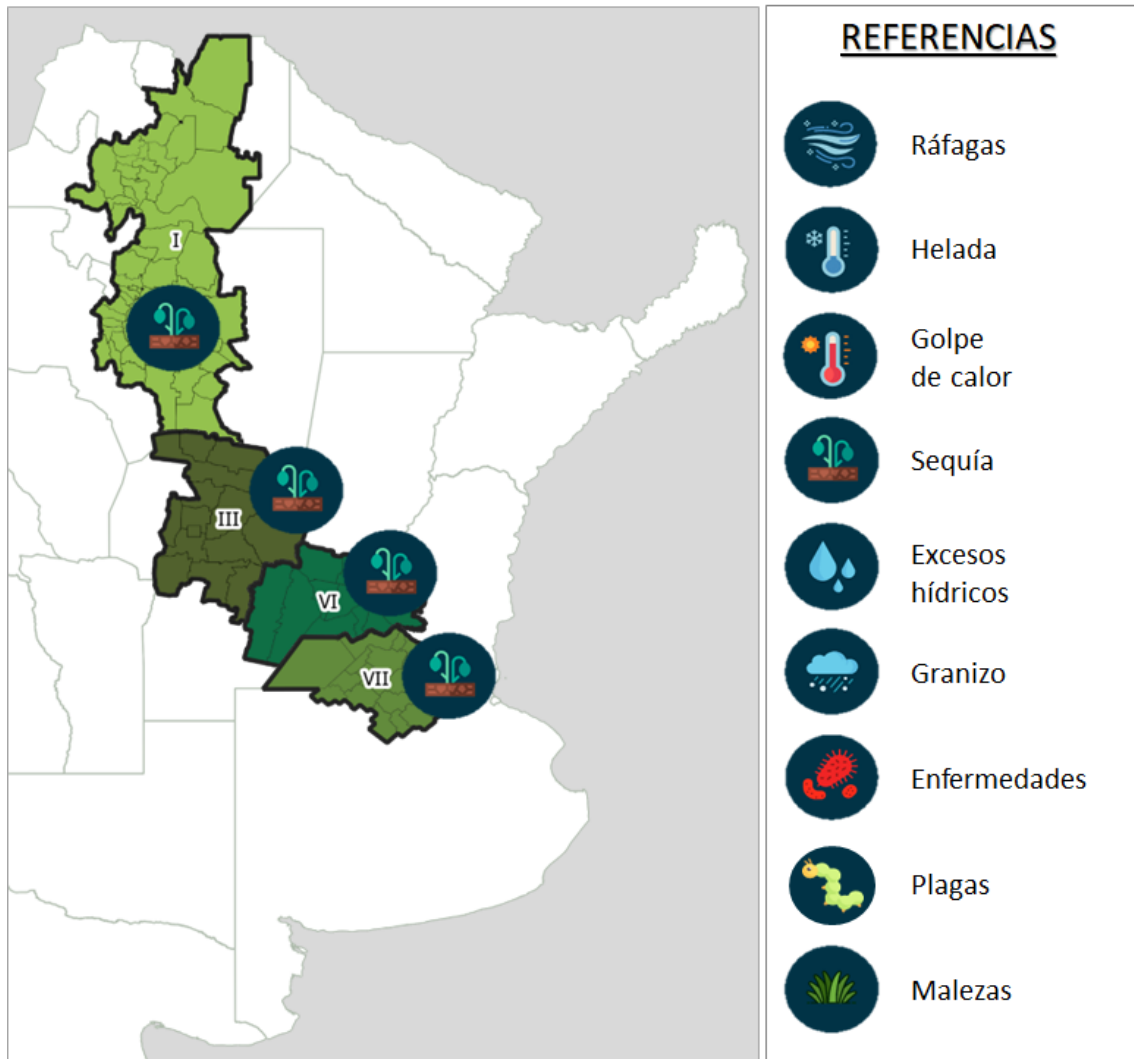 REFERENCIAS
I
III
VI
VII
Ráfagas
Helada
Golpe
de calor
Sequía
Excesos
hídricos
Granizo
Enfermedades
Plagas
Malezas